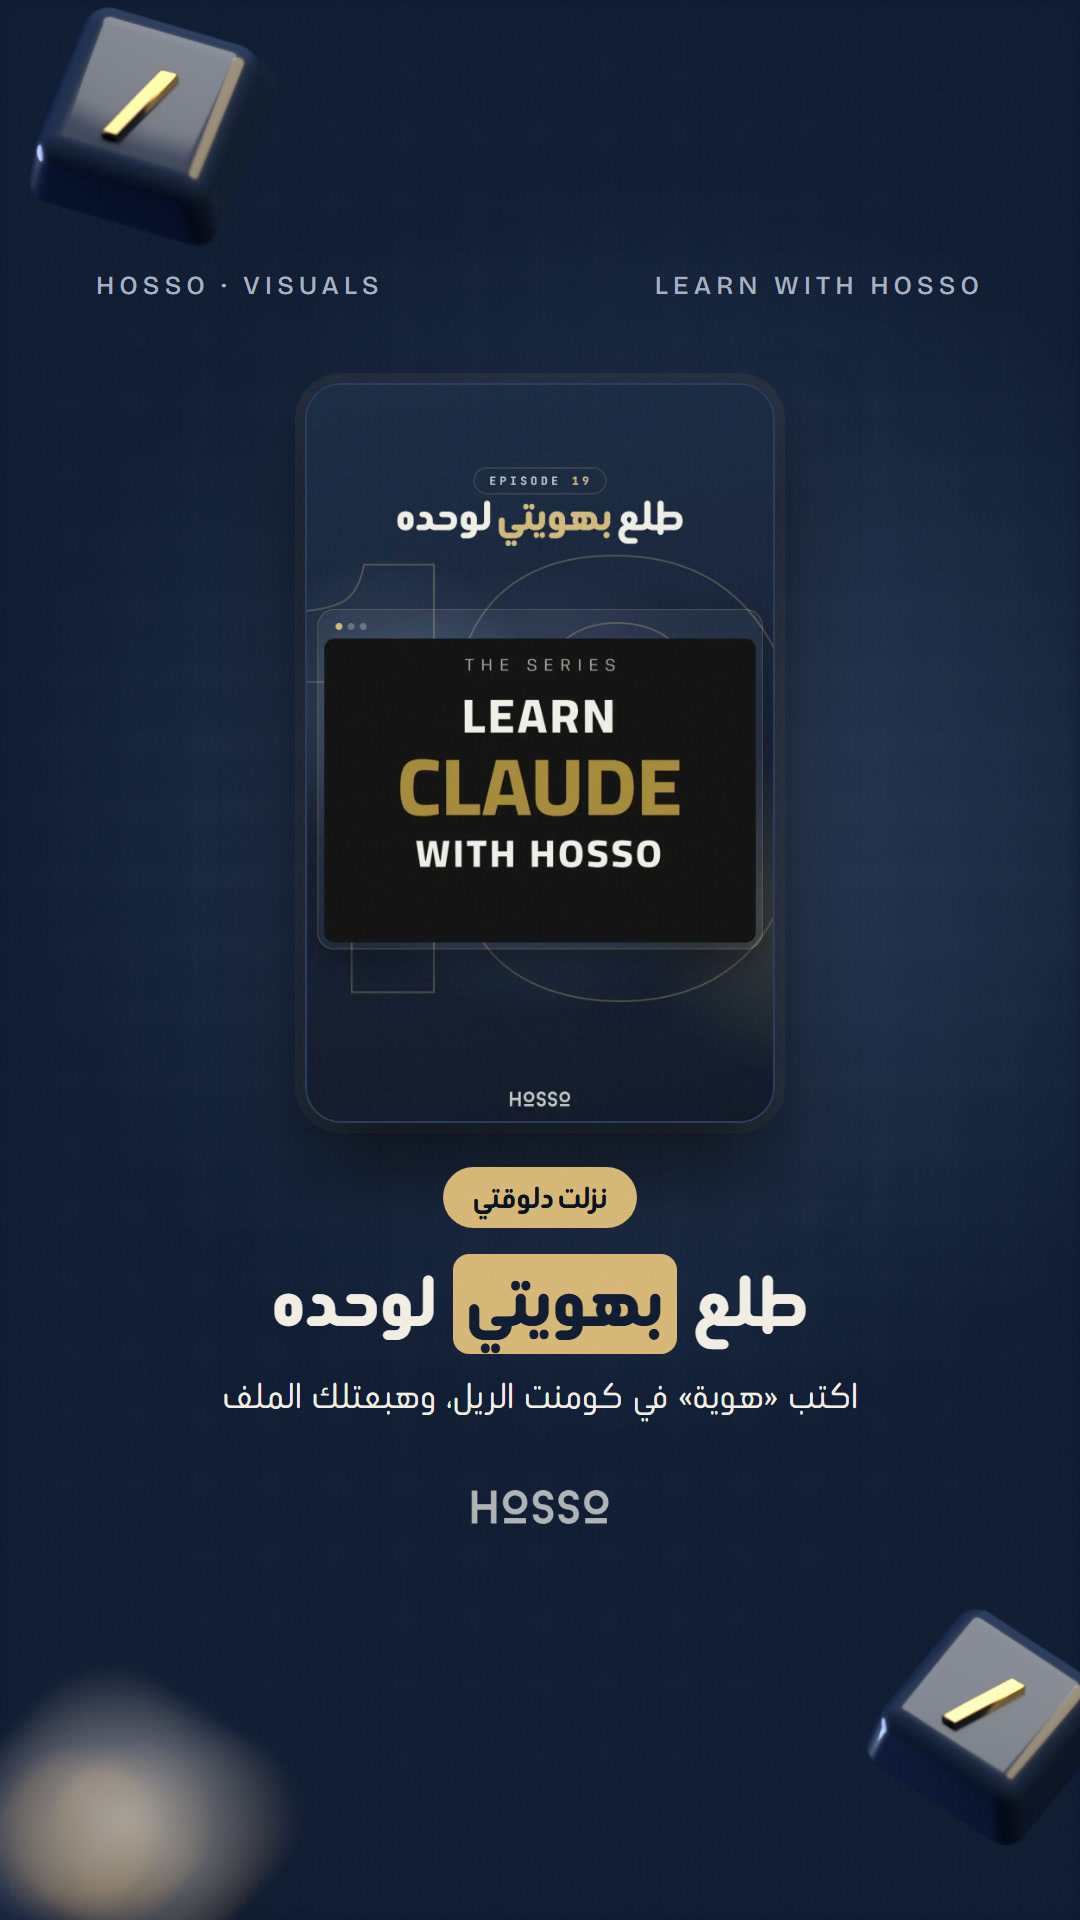 HOSSO · VISUALS
LEARN WITH HOSSO
EPISODE 19
طلع بهويتي لوحده
19
THE SERIES
LEARN
CLAUDE
WITH HOSSO
HOSSO
نزلت دلوقتي
طلع بهويتي لوحده
اكتب «هوية» في كومنت الريل، وهبعتلك الملف
HOSSO